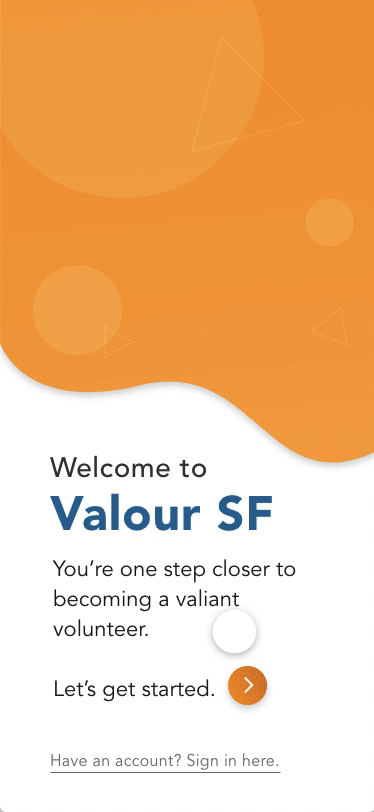 Welcome to
Valour SF
You’re one step closer to
becoming a valiant
volunteer.
Let’s get started.
Have an account? Sign in here.